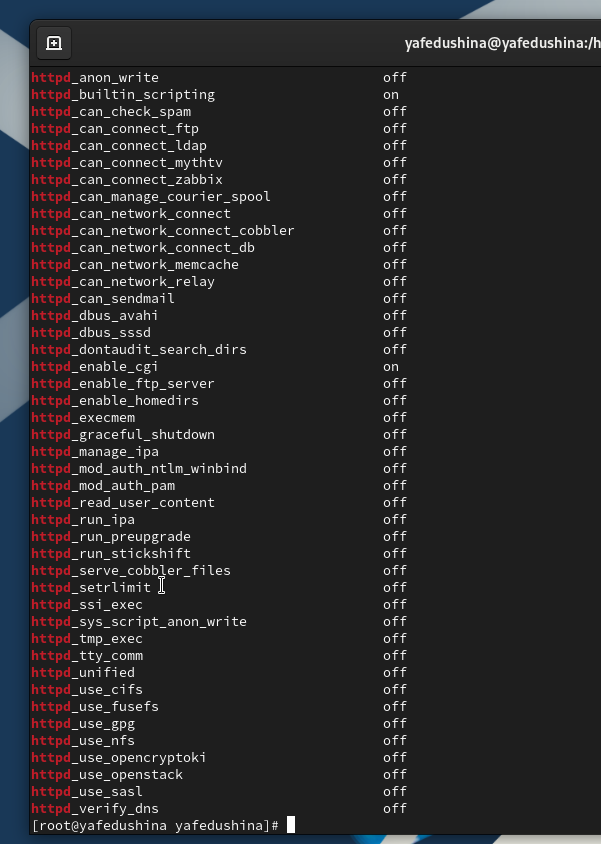 yafedushina@yafedushina:/h
httpd_anon_write off
httpd_builtin_scripting on
httpd_can_check_spam off
httpd_can_connect_ftp off
httpd_can_connect_ldap off
httpd_can_connect_mythtv off
httpd_can_connect_zabbix off
httpd_can_manage_courier_spool off
httpd_can_network_connect off
httpd_can_network_connect_cobbler off
httpd_can_network_connect_db off
httpd_can_network_memcache off
httpd_can_network_relay off
httpd_can_sendmail off
httpd_dbus_avahi off
httpd_dbus_sssd off
httpd_dontaudit_search_dirs off
httpd_enable_cgi on
httpd_enable_ftp_server off
httpd_enable_homedirs off
httpd_execmem off
httpd_graceful_shutdown off
httpd_manage_ipa off
httpd_mod_auth_ntlm_winbind off
httpd_mod_auth_pam off
httpd_read_user_content off
httpd_run_ipa off
httpd_run_preupgrade off
httpd_run_stickshift off
httpd_serve_cobbler_files off
httpd_setrlimit off
httpd_ssi_exec off
httpd_sys_script_anon_write off
httpd_tmp_exec off
httpd_tty_comm off
httpd_unified off
httpd_use_cifs off
httpd_use_fusefs off
httpd_use_gpg off
httpd_use_nfs off
httpd_use_opencryptoki off
httpd_use_openstack off
httpd_use_sasl off
httpd_verify_dns off
[root@yafedushina yafedushina]#